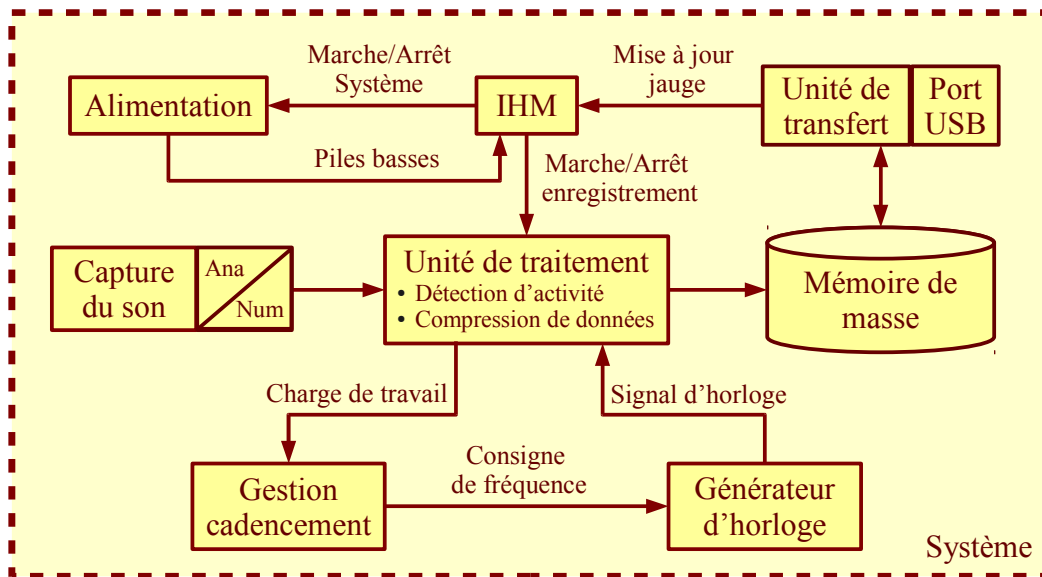 Marche/Arrêt
Système
Mise à jour
jauge
Alimentation
IHM
Unité de
transfert
Port
USB
Piles basses
Marche/Arrêt
enregistrement
Capture
du son
Ana
Num
Unité de traitement
• Détection d’activité
• Compression de données
Mémoire de
masse
Charge de travail
Signal d’horloge
Gestion
cadencement
Consigne
de fréquence
Générateur
d’horloge
Système